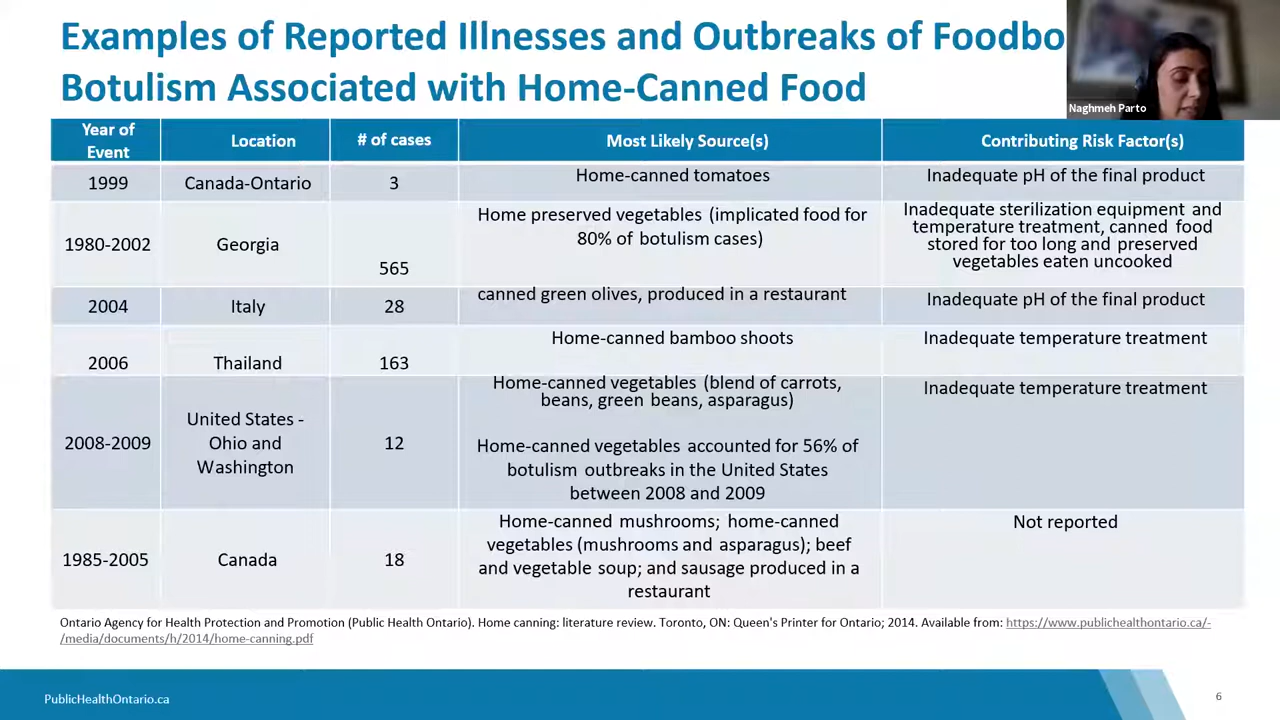 Examples of Reported Illnesses and Outbreaks of Foodbo
Botulism Associated with Home-Canned Food
Naghmeh Parto
Year of
Event
Location
# of cases
Most Likely Source(s)
Contributing Risk Factor(s)
1999
Canada-Ontario
3
Home-canned tomatoes
Inadequate pH of the final product
1980-2002
Georgia
565
Home preserved vegetables (implicated food for
80% of botulism cases)
Inadequate sterilization equipment and
temperature treatment, canned food
stored for too long and preserved
vegetables eaten uncooked
2004
Italy
28
canned green olives, produced in a restaurant
Inadequate pH of the final product
2006
Thailand
163
Home-canned bamboo shoots
Inadequate temperature treatment
2008-2009
United States -
Ohio and
Washington
12
Home-canned vegetables (blend of carrots,
beans, green beans, asparagus)
Home-canned vegetables accounted for 56% of
botulism outbreaks in the United States
between 2008 and 2009
Inadequate temperature treatment
1985-2005
Canada
18
Home-canned mushrooms; home-canned
vegetables (mushrooms and asparagus); beef
and vegetable soup; and sausage produced in a
restaurant
Not reported
Ontario Agency for Health Protection and Promotion (Public Health Ontario). Home canning: literature review. Toronto, ON: Queen's Printer for Ontario; 2014. Available from: https://www.publichealthontario.ca/-
/media/documents/h/2014/home-canning.pdf
PublicHealthOntario.ca
6